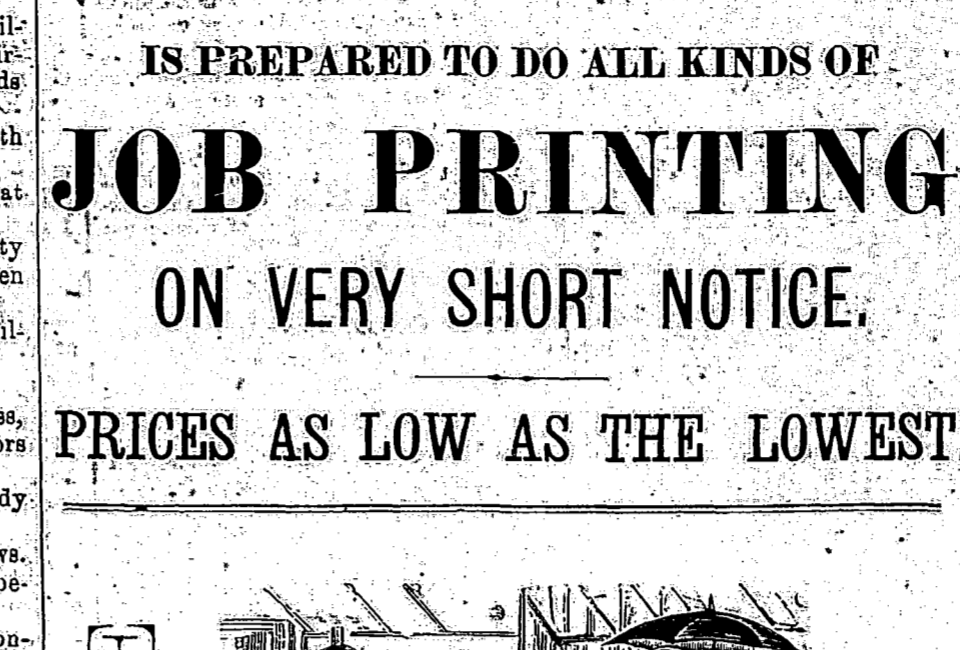 IS PREPARED TO DO ALL KINDS OF
JOB PRINTING
ON VERY SHORT NOTICE.
PRICES AS LOW AS THE LOWEST